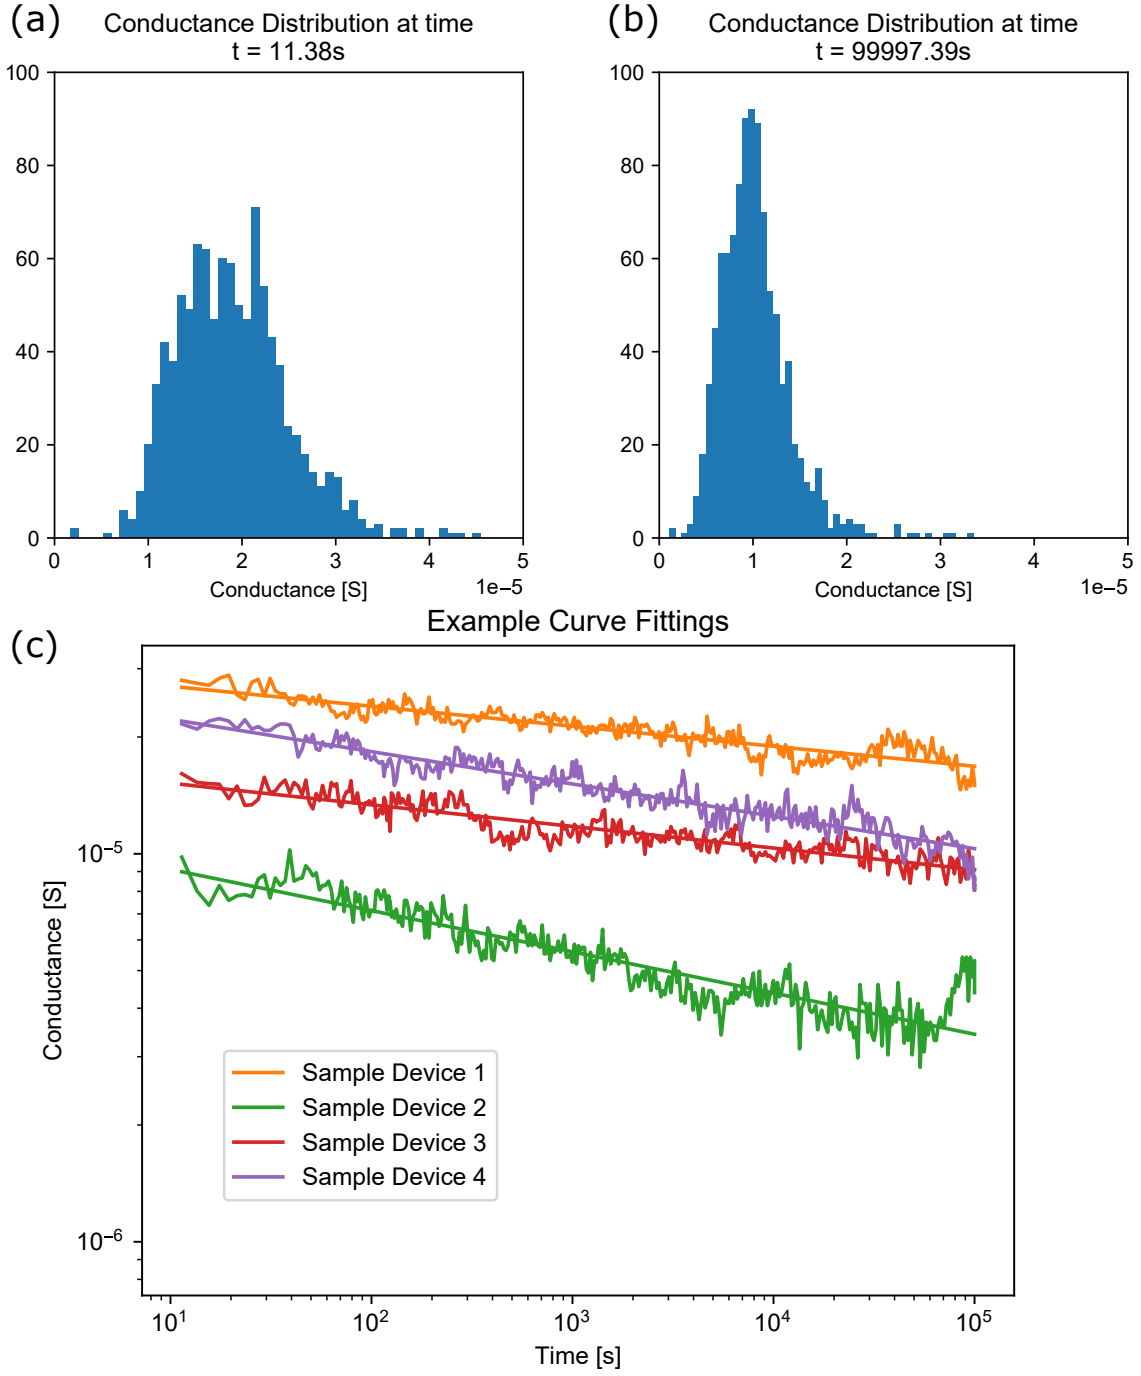 (a)
Conductance Distribution at time
t = 11.38s
100
80
60
40
20
0
0 1 2 3 4 5
1e−5
Conductance [S]
(b)
Conductance Distribution at time
t = 99997.39s
100
80
60
40
20
0
0 1 2 3 4 5
1e−5
Conductance [S]
(c)
Example Curve Fittings
Conductance [S]
10⁻⁵
10⁻⁶
Sample Device 1
Sample Device 2
Sample Device 3
Sample Device 4
10¹ 10² 10³ 10⁴ 10⁵
Time [s]